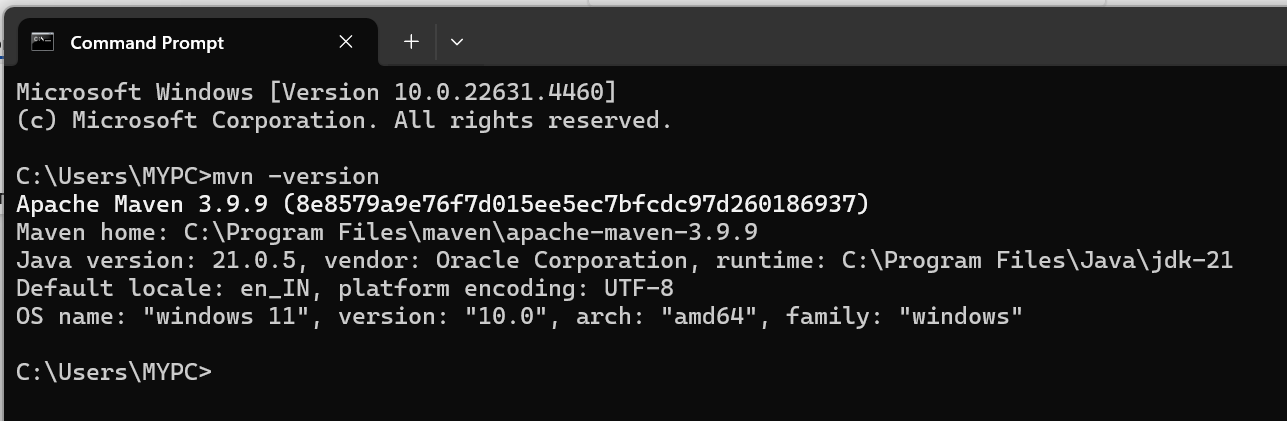 Command Prompt
Microsoft Windows [Version 10.0.22631.4460]
(c) Microsoft Corporation. All rights reserved.
C:\Users\MYPC>mvn -version
Apache Maven 3.9.9 (8e8579a9e76f7d015ee5ec7bfcdc97d260186937)
Maven home: C:\Program Files\maven\apache-maven-3.9.9
Java version: 21.0.5, vendor: Oracle Corporation, runtime: C:\Program Files\Java\jdk-21
Default locale: en_IN, platform encoding: UTF-8
OS name: "windows 11", version: "10.0", arch: "amd64", family: "windows"
C:\Users\MYPC>